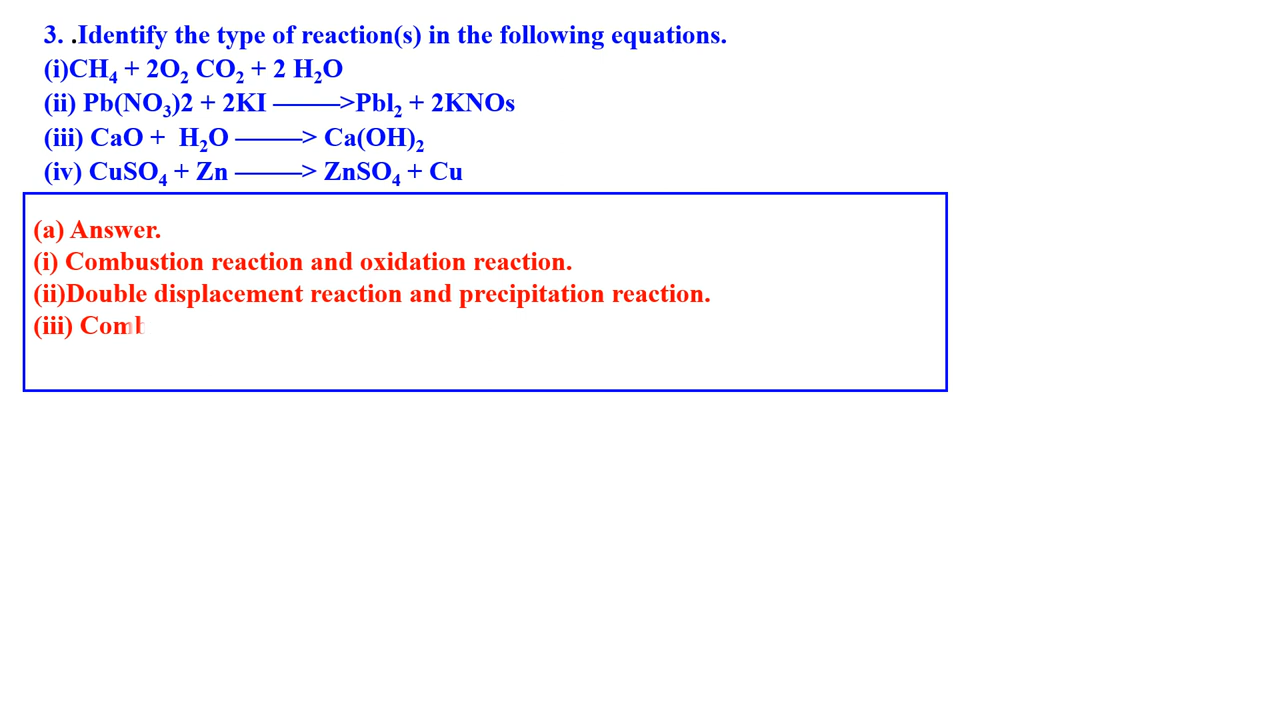 3. .Identify the type of reaction(s) in the following equations.
(i)CH₄ + 2O₂ CO₂ + 2 H₂O
(ii) Pb(NO₃)2 + 2KI ———>Pbl₂ + 2KNOs
(iii) CaO + H₂O ———> Ca(OH)₂
(iv) CuSO₄ + Zn ———> ZnSO₄ + Cu
(a) Answer.
(i) Combustion reaction and oxidation reaction.
(ii)Double displacement reaction and precipitation reaction.
(iii) Comb